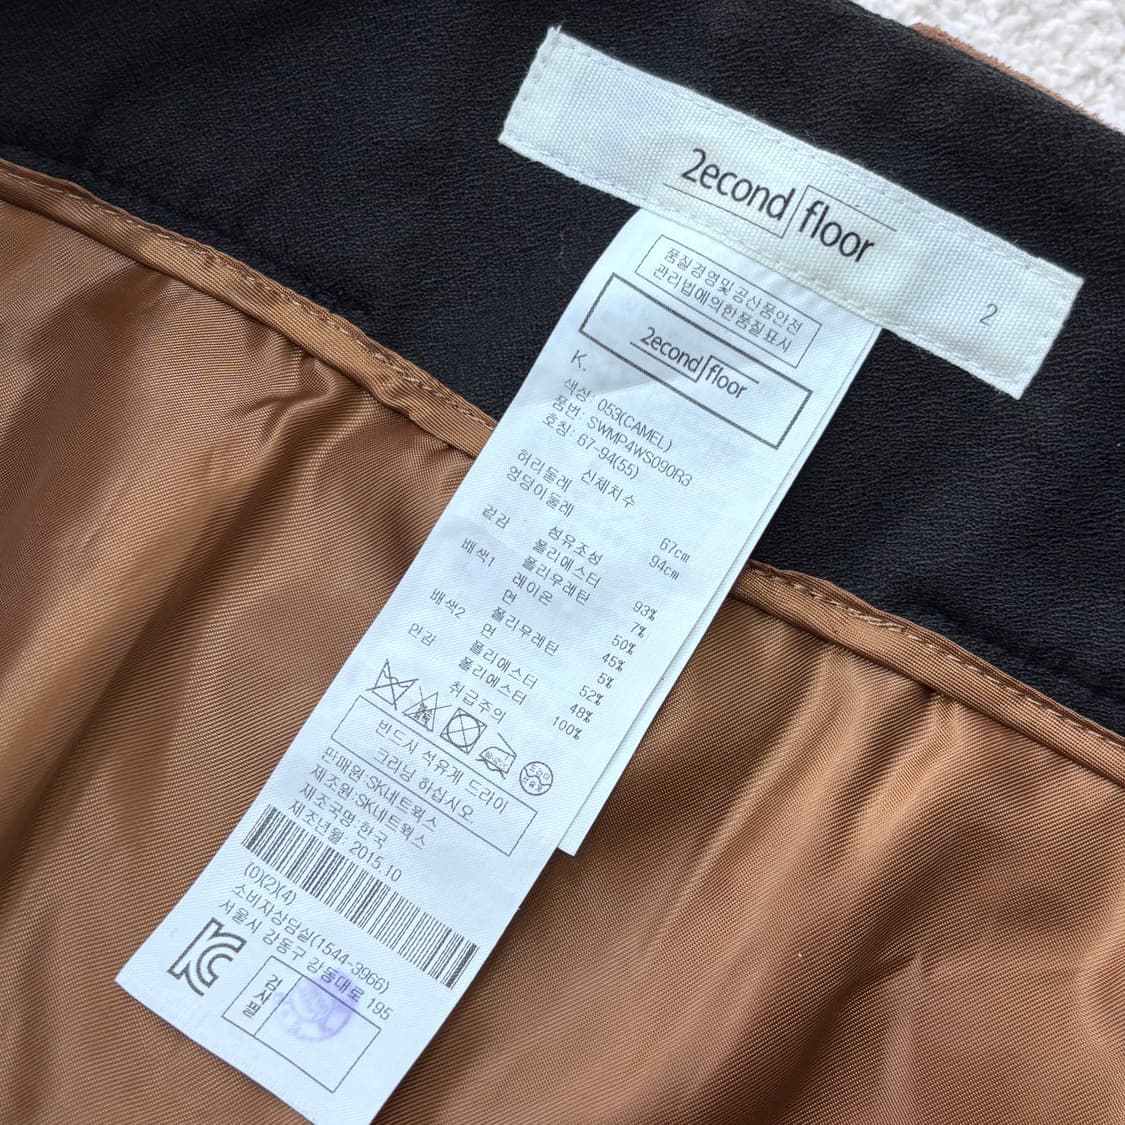 2econd floor
2
품질경영및공산품안전
관리법에의한품질표시
2econd floor
K.
색상: 053(CAMEL)
품번: SWMP4WS090R3
호칭: 67-94(55)
신체치수
허리둘레 67cm
엉덩이둘레 94cm
섬유조성
겉감 폴리에스터 93%
폴리우레탄 7%
배색1 레이온 50%
면 45%
폴리우레탄 5%
배색2 면 52%
폴리에스터 48%
안감 폴리에스터 100%
취급주의
반드시 석유계 드라이
크리닝 하십시오
판매원:SK네트웍스
제조원:SK네트웍스
제조국명:한국
제조년월: 2015.10
(0)(2)(4)
소비자상담실(1544-3966)
서울시 강동구 강동대로 195
KC
검사필